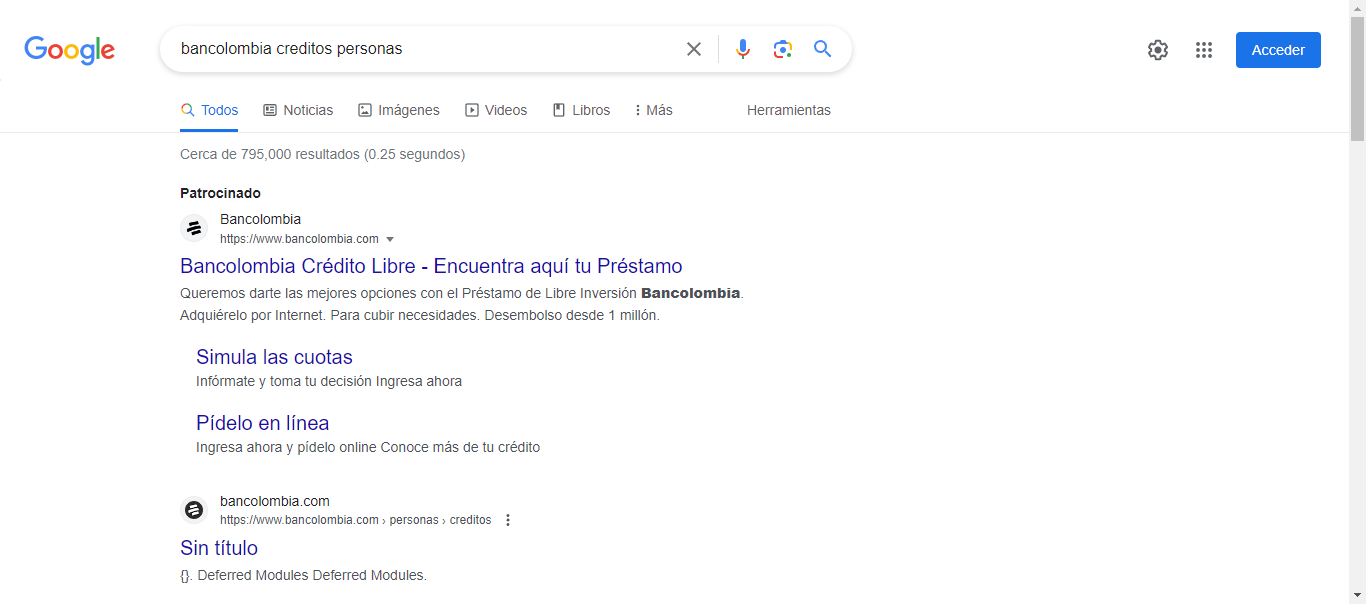 Google
bancolombia creditos personas
Acceder
Todos Noticias Imágenes Videos Libros Más Herramientas
Cerca de 795,000 resultados (0.25 segundos)
Patrocinado
Bancolombia
https://www.bancolombia.com
Bancolombia Crédito Libre - Encuentra aquí tu Préstamo
Queremos darte las mejores opciones con el Préstamo de Libre Inversión Bancolombia.
Adquiérelo por Internet. Para cubrir necesidades. Desembolso desde 1 millón.
Simula las cuotas
Infórmate y toma tu decisión Ingresa ahora
Pídelo en línea
Ingresa ahora y pídelo online Conoce más de tu crédito
bancolombia.com
https://www.bancolombia.com › personas › creditos
Sin título
{}. Deferred Modules Deferred Modules.